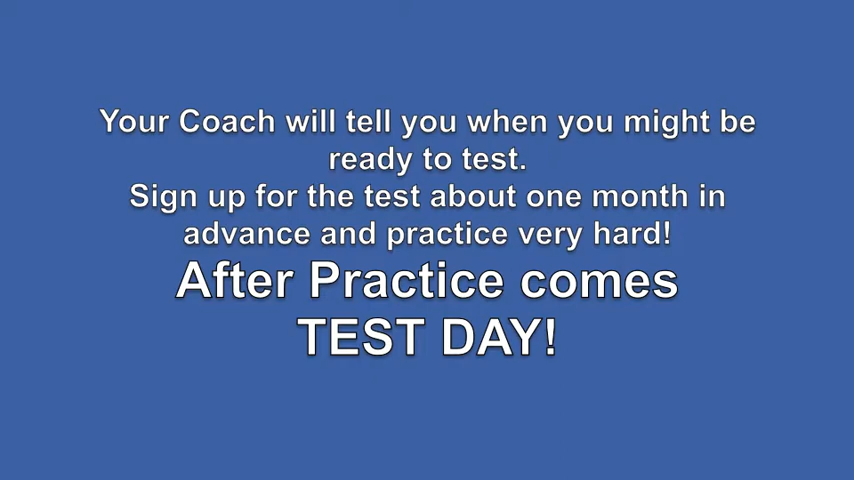 Your Coach will tell you when you might be
ready to test.
Sign up for the test about one month in
advance and practice very hard!
After Practice comes
TEST DAY!